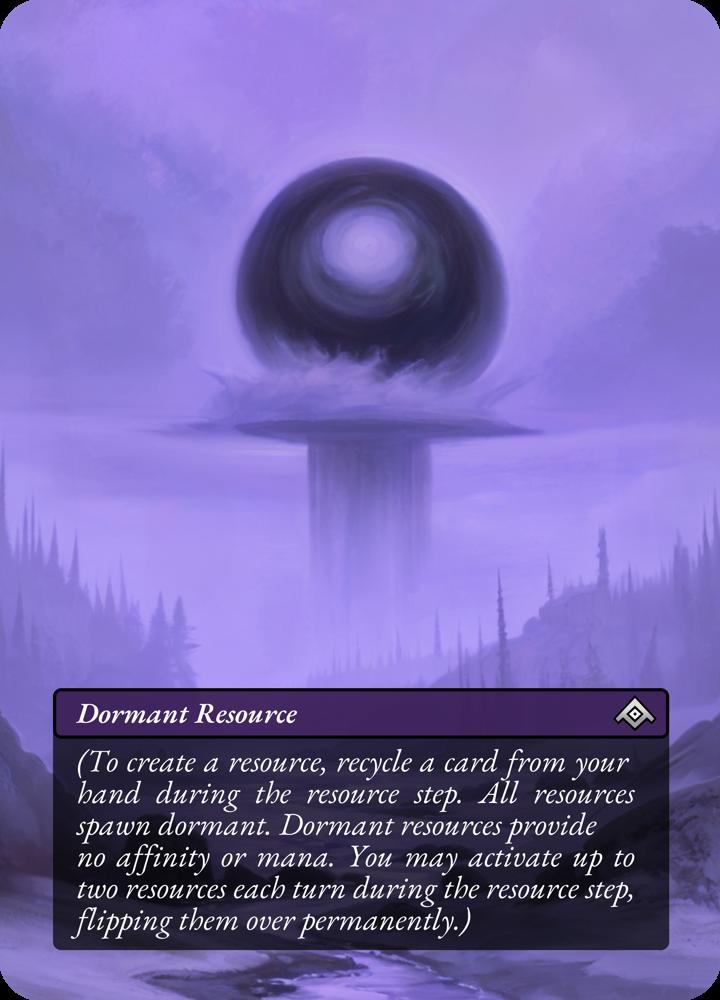 Dormant Resource
(To create a resource, recycle a card from your
hand during the resource step. All resources
spawn dormant. Dormant resources provide
no affinity or mana. You may activate up to
two resources each turn during the resource step,
flipping them over permanently.)